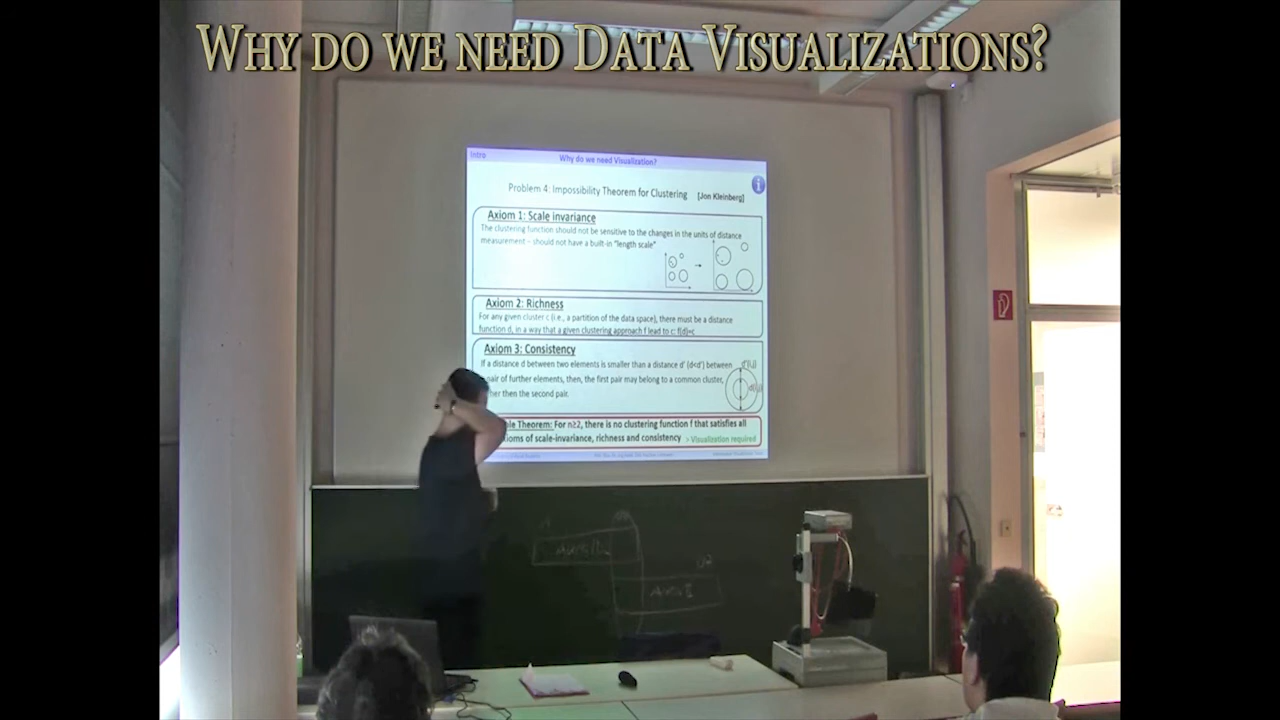 WHY DO WE NEED DATA VISUALIZATIONS?
Intro
Why do we need Visualization?
Problem 4: Impossibility Theorem for Clustering [Jon Kleinberg]
Axiom 1: Scale invariance
The clustering function should not be sensitive to the changes in the units of distance
measurement – should not have a built-in "length scale"
Axiom 2: Richness
For any given cluster c (i.e., a partition of the data space), there must be a distance
function d, in a way that a given clustering approach f lead to c: f(d)=c
Axiom 3: Consistency
If a distance d between two elements is smaller than a distance d' (d<d') between
pair of further elements, then, the first pair may belong to a common cluster,
then the second pair.
d'(i,j)
Theorem: For n≥2, there is no clustering function f that satisfies all
of scale-invariance, richness and consistency > Visualization required